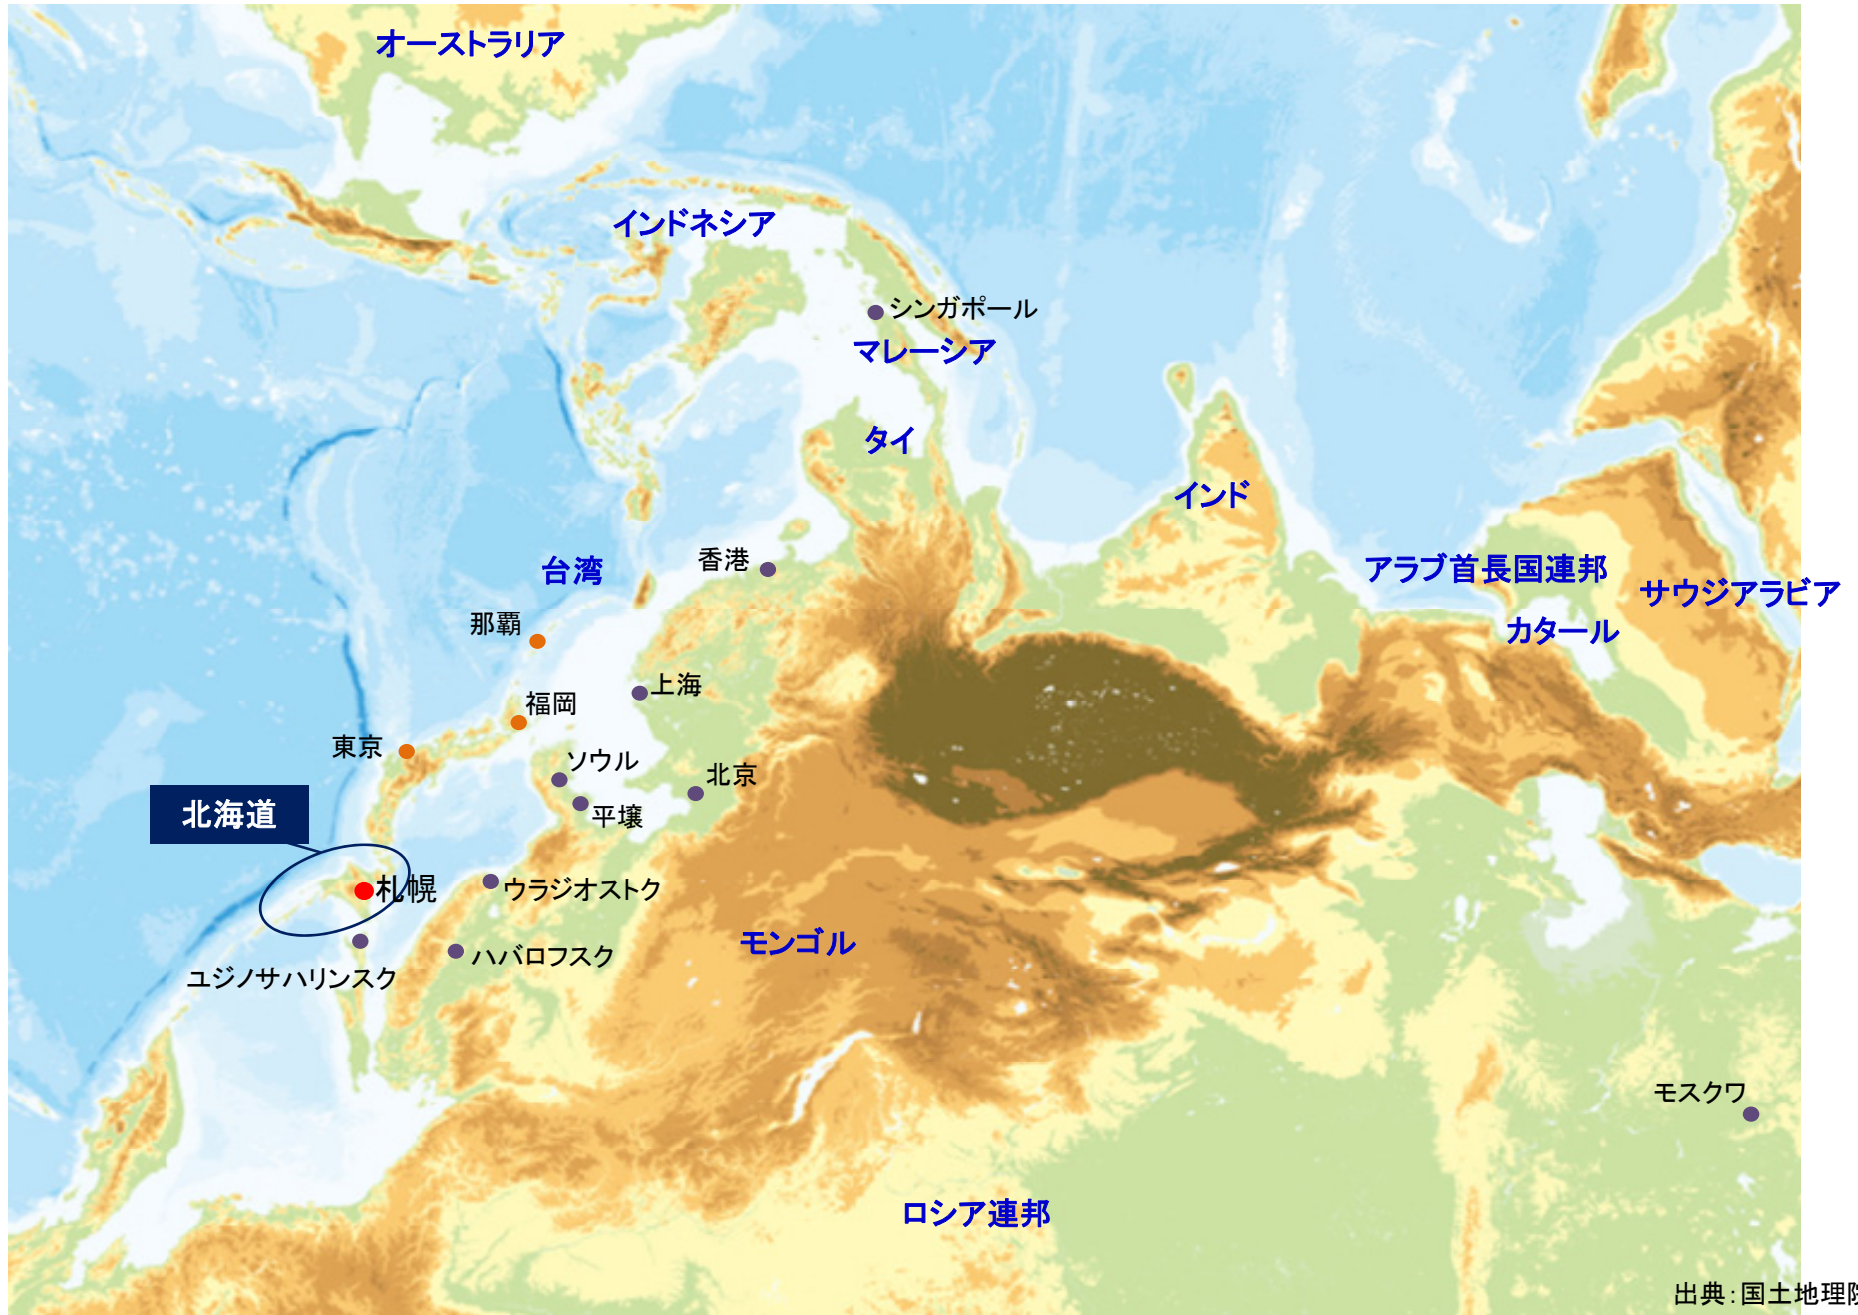 オーストラリア
インドネシア
シンガポール
マレーシア
タイ
インド
香港
台湾
アラブ首長国連邦
サウジアラビア
那覇
カタール
上海
福岡
東京
ソウル
北京
北海道
平壌
札幌
ウラジオストク
モンゴル
ハバロフスク
ユジノサハリンスク
モスクワ
ロシア連邦
出典：国土地理院